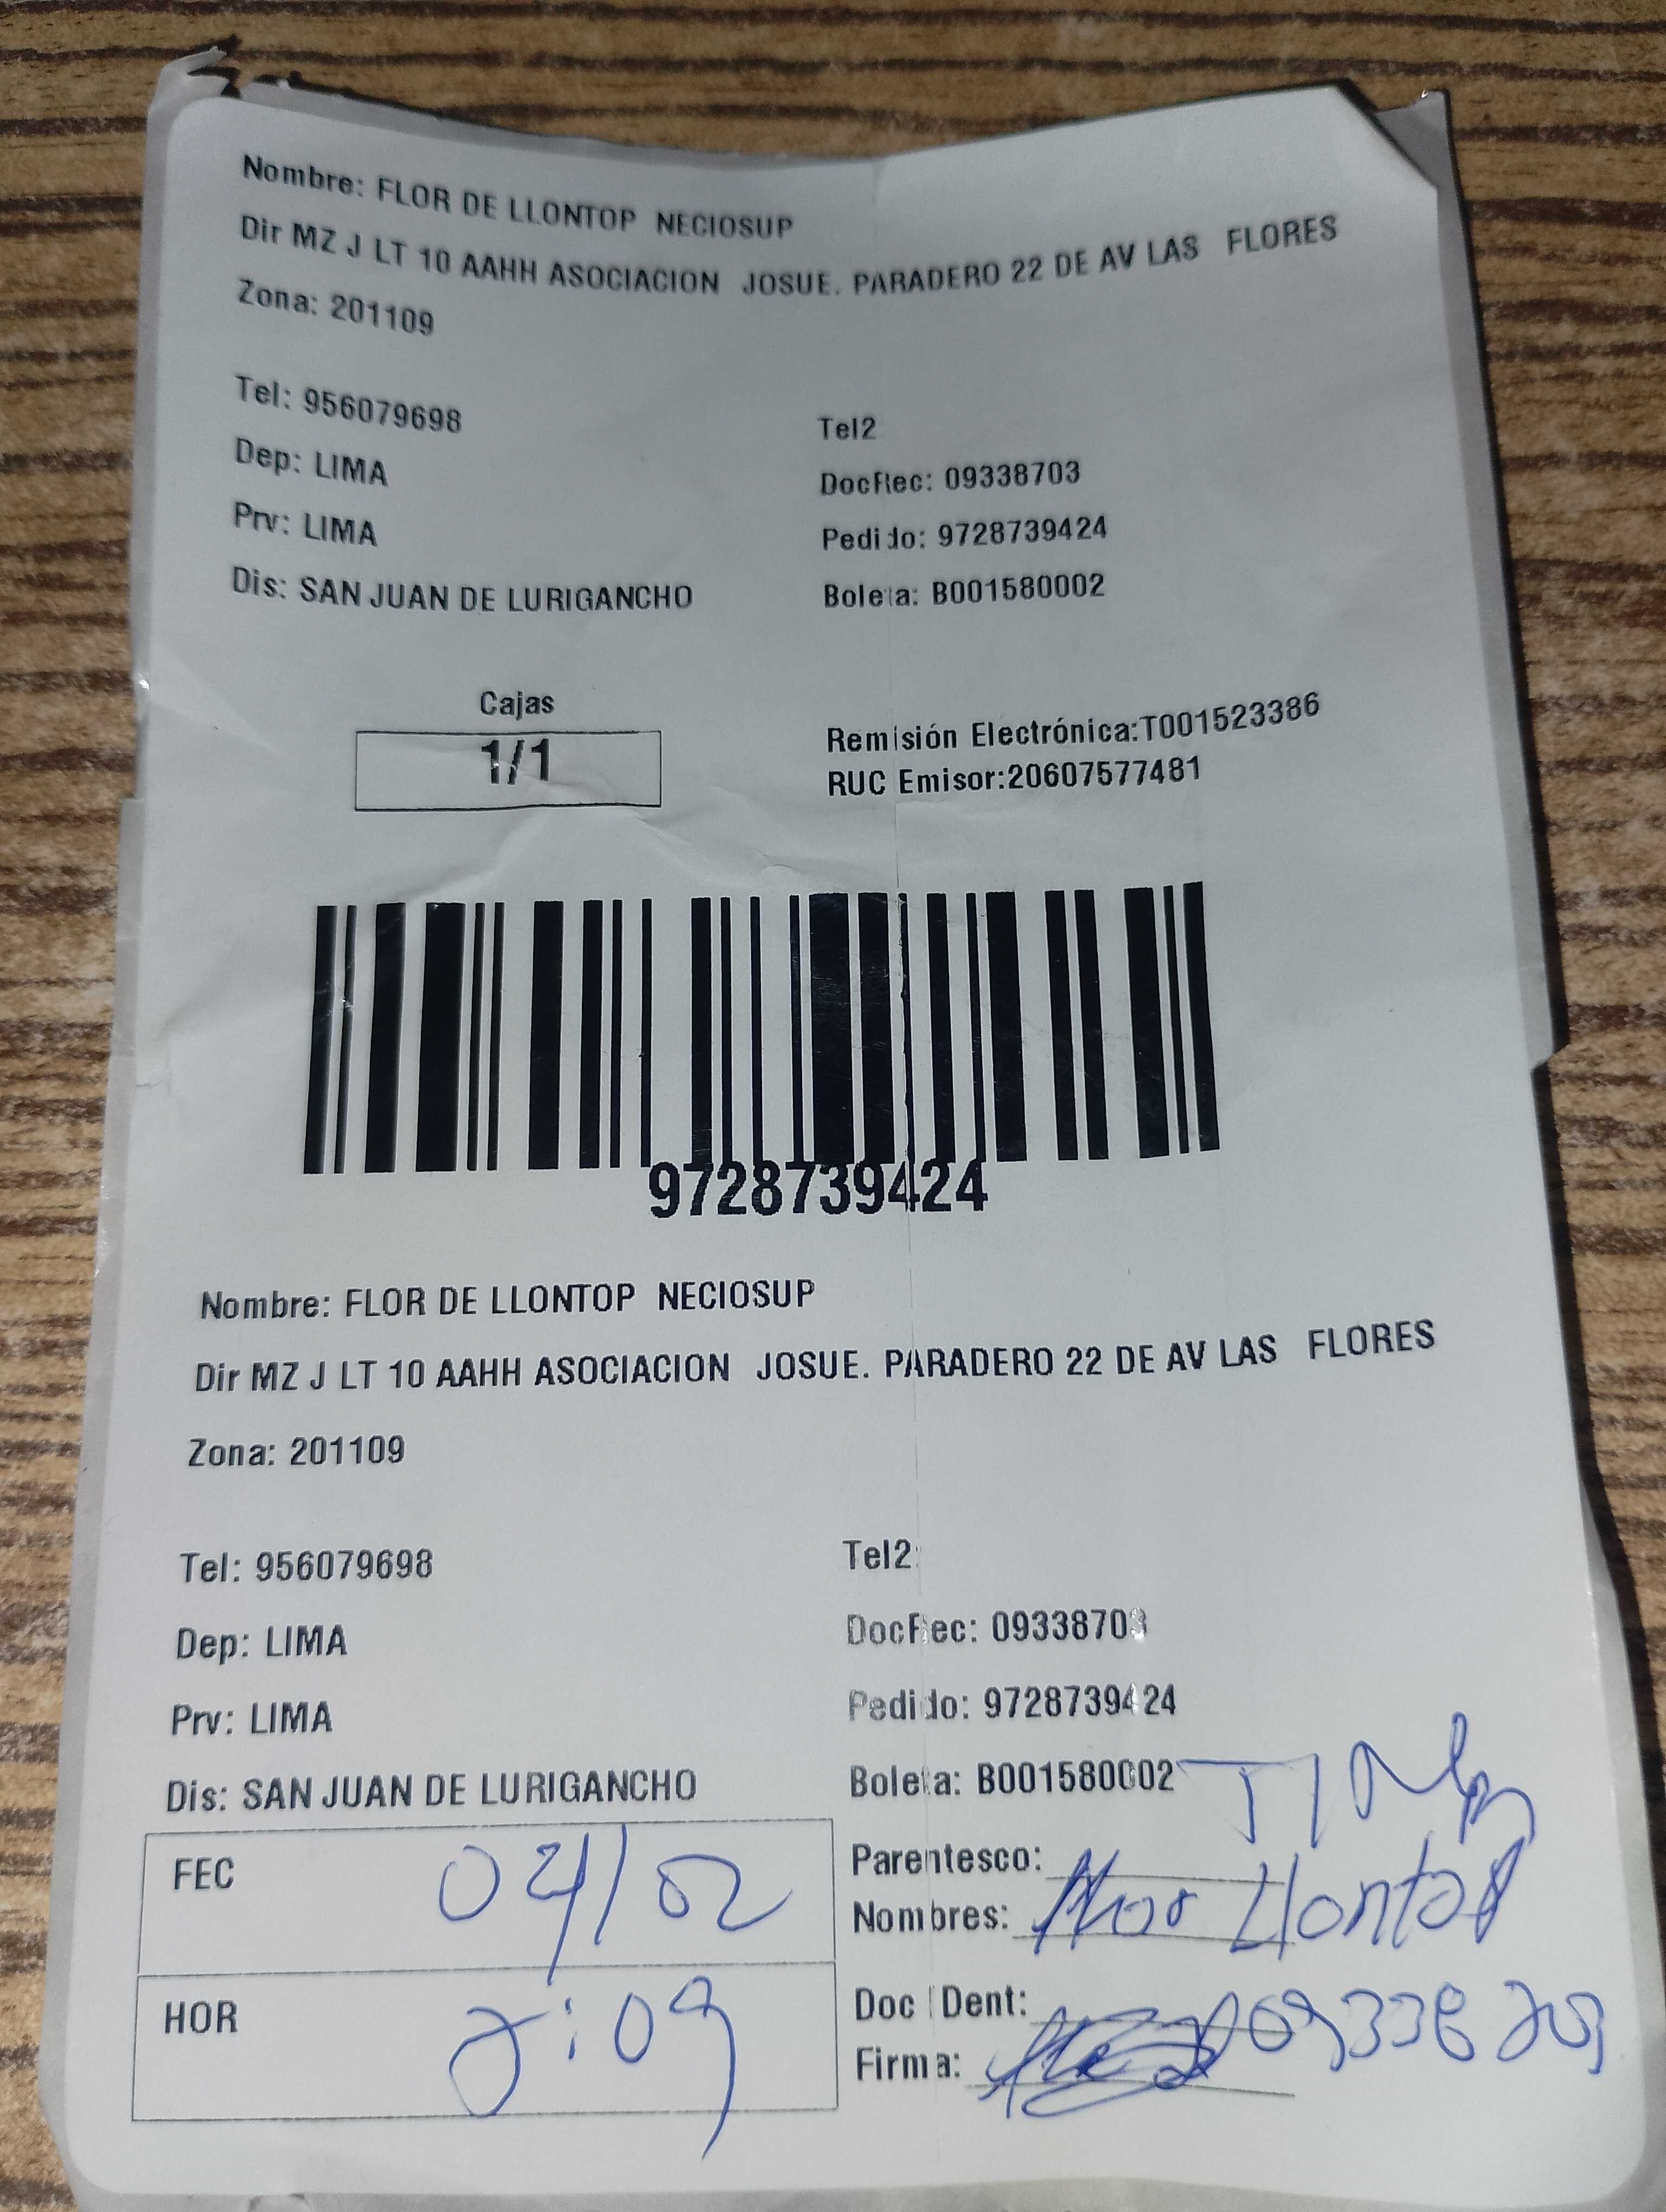 Nombre: FLOR DE LLONTOP NECIOSUP
Dir MZ J LT 10 AAHH ASOCIACION JOSUE. PARADERO 22 DE AV LAS FLORES
Zona: 201109
Tel: 956079698 Tel2
Dep: LIMA DocRec: 09338703
Prv: LIMA Pedido: 9728739424
Dis: SAN JUAN DE LURIGANCHO Boleta: B001580002
Cajas
1/1
Remisión Electrónica:T001523386
RUC Emisor:20607577481
9728739424
Nombre: FLOR DE LLONTOP NECIOSUP
Dir MZ J LT 10 AAHH ASOCIACION JOSUE. PARADERO 22 DE AV LAS FLORES
Zona: 201109
Tel: 956079698 Tel2:
Dep: LIMA DocRec: 09338703
Prv: LIMA Pedido: 9728739424
Dis: SAN JUAN DE LURIGANCHO Boleta: B001580002
FEC 04/02 Parentesco:
Nombres: Flor Llontop
HOR 2:09 Doc Dent: 09338703
Firma: